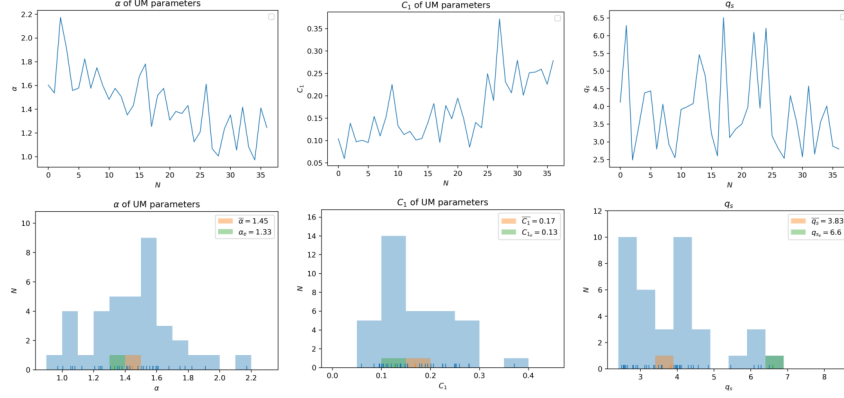 α of UM parameters
2.2
2.0
1.8
1.6
1.4
1.2
1.0
α
0 5 10 15 20 25 30 35
N
C₁ of UM parameters
0.35
0.30
0.25
0.20
0.15
0.10
0.05
C₁
0 5 10 15 20 25 30 35
N
qₛ
6.5
6.0
5.5
5.0
4.5
4.0
3.5
3.0
2.5
qₛ
0 5 10 15 20 25 30 35
N
α of UM parameters
10
8
6
4
2
0
N
ᾱ = 1.45
αₑ = 1.33
1.0 1.2 1.4 1.6 1.8 2.0 2.2
α
C₁ of UM parameters
16
14
12
10
8
6
4
2
0
N
C̅₁ = 0.17
= 0.13
0.0 0.1 0.2 0.3 0.4
C₁
qₛ
12
10
8
6
4
2
0
N
q̅ₛ = 3.83
= 6.6
3 4 5 6 7 8
qₛ